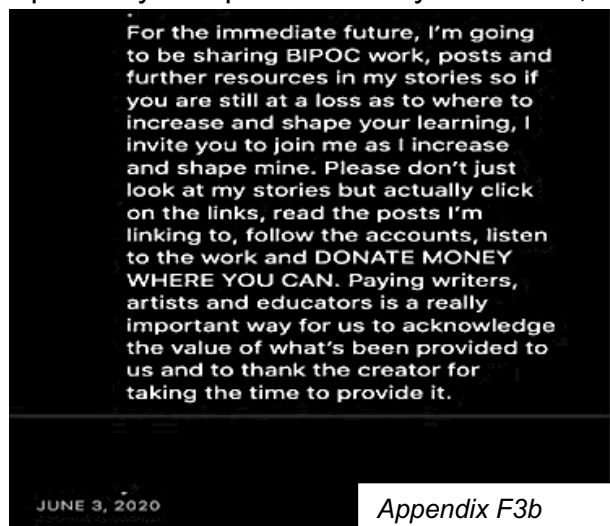 For the immediate future, I'm going
to be sharing BIPOC work, posts and
further resources in my stories so if
you are still at a loss as to where to
increase and shape your learning, I
invite you to join me as I increase
and shape mine. Please don't just
look at my stories but actually click
on the links, read the posts I'm
linking to, follow the accounts, listen
to the work and DONATE MONEY
WHERE YOU CAN. Paying writers,
artists and educators is a really
important way for us to acknowledge
the value of what's been provided to
us and to thank the creator for
taking the time to provide it.
JUNE 3, 2020
Appendix F3b